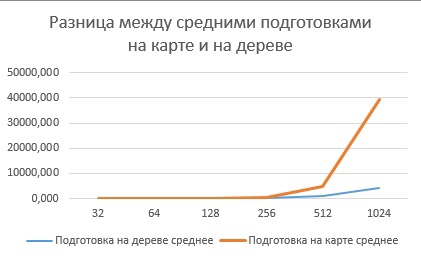 Разница между средними подготовками
на карте и на дереве
50000,000
40000,000
30000,000
20000,000
10000,000
0,000
32 64 128 256 512 1024
Подготовка на дереве среднее Подготовка на карте среднее